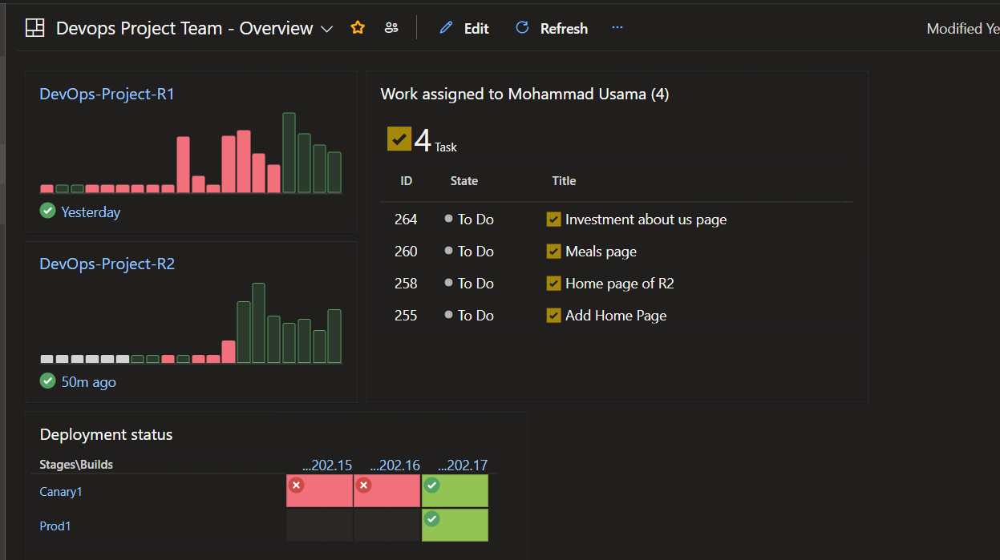 Devops Project Team - Overview
Edit
Refresh
...
Modified Ye
DevOps-Project-R1
Yesterday
DevOps-Project-R2
50m ago
Work assigned to Mohammad Usama (4)
4 Task
ID State Title
264 To Do Investment about us page
260 To Do Meals page
258 To Do Home page of R2
255 To Do Add Home Page
Deployment status
Stages\Builds ...202.15 ...202.16 ...202.17
Canary1
Prod1